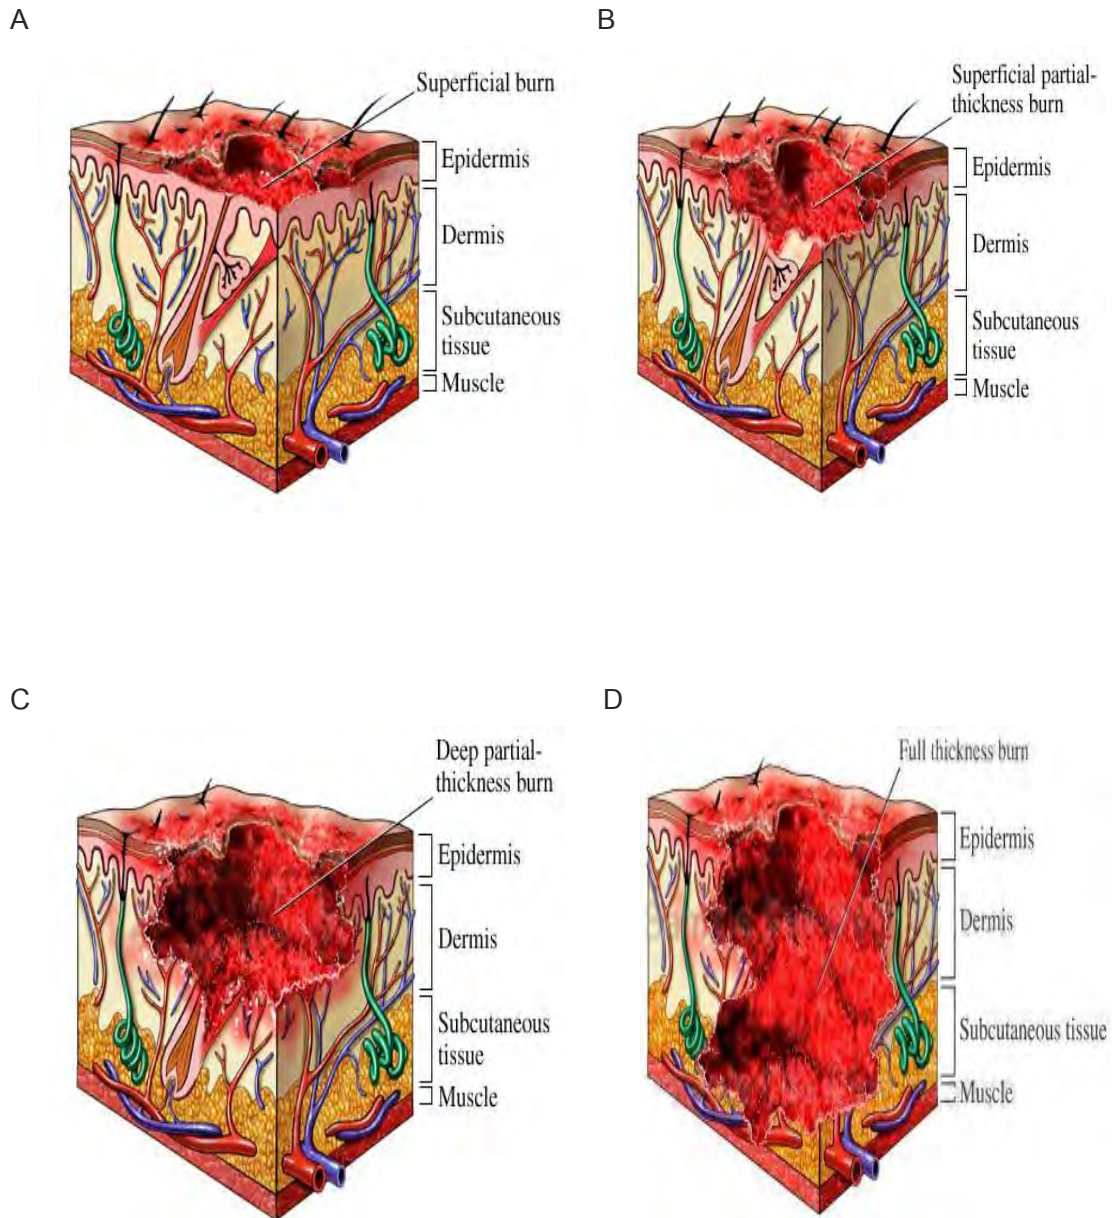 A
Superficial burn
Epidermis
Dermis
Subcutaneous
tissue
Muscle
B
Superficial partial-
thickness burn
Epidermis
Dermis
Subcutaneous
tissue
Muscle
C
Deep partial-
thickness burn
Epidermis
Dermis
Subcutaneous
tissue
Muscle
D
Full thickness burn
Epidermis
Dermis
Subcutaneous tissue
Muscle